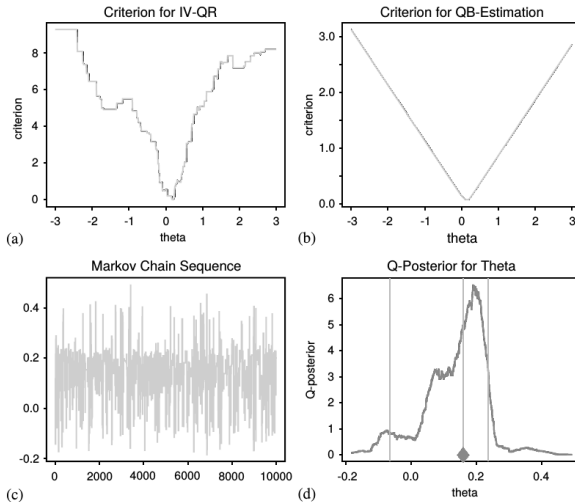 Criterion for IV-QR
criterion
8
6
4
2
0
-3 -2 -1 0 1 2 3
theta
(a)
Criterion for QB-Estimation
criterion
3.0
2.0
1.0
0.0
-3 -2 -1 0 1 2 3
theta
(b)
Markov Chain Sequence
0.4
0.2
0.0
-0.2
0 2000 4000 6000 8000 10000
(c)
Q-Posterior for Theta
Q-posterior
6
5
4
3
2
1
0
-0.2 0.0 0.2 0.4
(d)